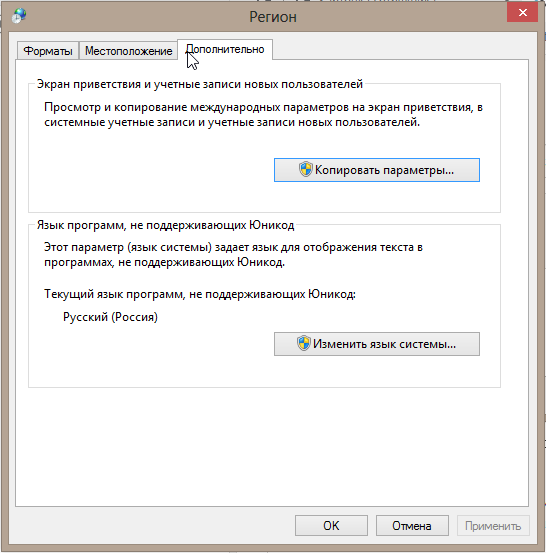 Регион
Форматы Местоположение Дополнительно
Экран приветствия и учетные записи новых пользователей
Просмотр и копирование международных параметров на экран приветствия, в
системные учетные записи и учетные записи новых пользователей.
Копировать параметры...
Язык программ, не поддерживающих Юникод
Этот параметр (язык системы) задает язык для отображения текста в
программах, не поддерживающих Юникод.
Текущий язык программ, не поддерживающих Юникод:
Русский (Россия)
Изменить язык системы...
OK Отмена Применить